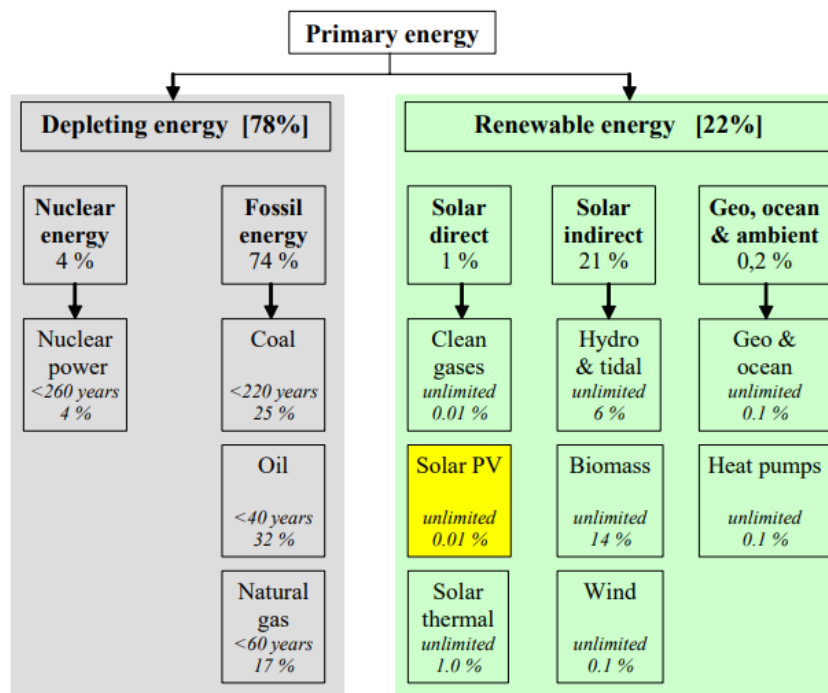 Primary energy
Depleting energy [78%]
Renewable energy [22%]
Nuclear
energy
4 %
Fossil
energy
74 %
Solar
direct
1 %
Solar
indirect
21 %
Geo, ocean
& ambient
0,2 %
Nuclear
power
<260 years
4 %
Coal
<220 years
25 %
Clean
gases
unlimited
0.01 %
Hydro
& tidal
unlimited
6 %
Geo &
ocean
unlimited
0.1 %
Oil
<40 years
32 %
Solar PV
unlimited
0.01 %
Biomass
unlimited
14 %
Heat pumps
unlimited
0.1 %
Natural
gas
<60 years
17 %
Solar
thermal
unlimited
1.0 %
Wind
unlimited
0.1 %